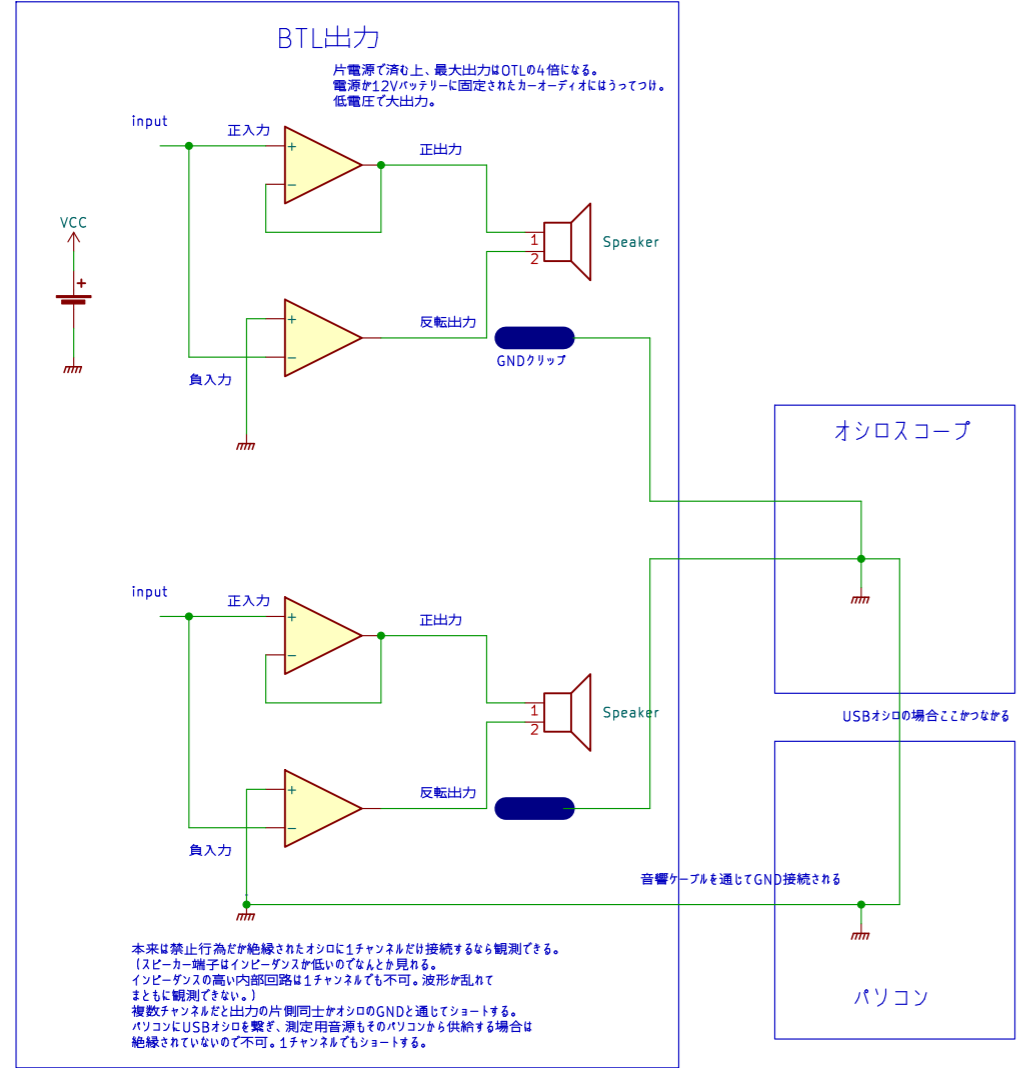 BTL出力
片電源で済む上、最大出力はOTLの4倍になる。
電源が12Vバッテリーに固定されたカーオーディオにはうってつけ。
低電圧で大出力。
input
正入力
+
−
正出力
VCC
+
1
2
Speaker
+
−
反転出力
GNDクリップ
負入力
オシロスコープ
input
正入力
+
−
正出力
1
2
Speaker
USBオシロの場合ここがつながる
+
−
反転出力
負入力
音響ケーブルを通じてGND接続される
パソコン
本来は禁止行為だが絶縁されたオシロに1チャンネルだけ接続するなら観測できる。
(スピーカー端子はインピーダンスが低いのでなんとか見れる。
インピーダンスの高い内部回路は1チャンネルでも不可。波形が乱れて
まともに観測できない。)
複数チャンネルだと出力の片側同士がオシロのGNDと通じてショートする。
パソコンにUSBオシロを繋ぎ、測定用音源もそのパソコンから供給する場合は
絶縁されていないので不可。1チャンネルでもショートする。